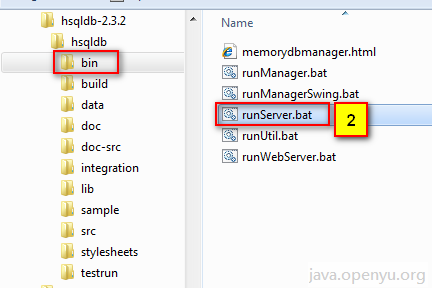 hsqldb-2.3.2
hsqldb
bin
build
data
doc
doc-src
integration
lib
sample
src
stylesheets
testrun
memorydbmanager.html
runManager.bat
runManagerSwing.bat
runServer.bat
2
runUtil.bat
runWebServer.bat
java.openyu.org